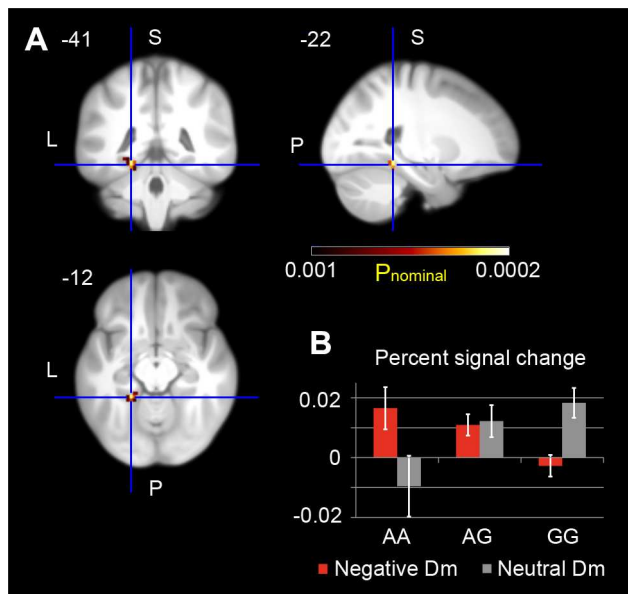 A
-41
S
L
-22
S
P
-12
L
P
0.001
Pnominal
0.0002
B
Percent signal change
0.02
0
-0.02
AA
AG
GG
Negative Dm
Neutral Dm